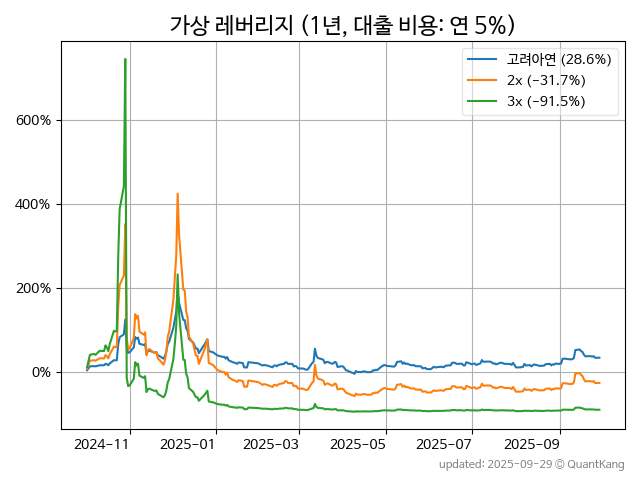 가상 레버리지 (1년, 대출 비용: 연 5%)
고려아연 (28.6%)
2x (−31.7%)
3x (−91.5%)
600%
400%
200%
0%
2024-11 2025-01 2025-03 2025-05 2025-07 2025-09
updated: 2025-09-29 © QuantKang